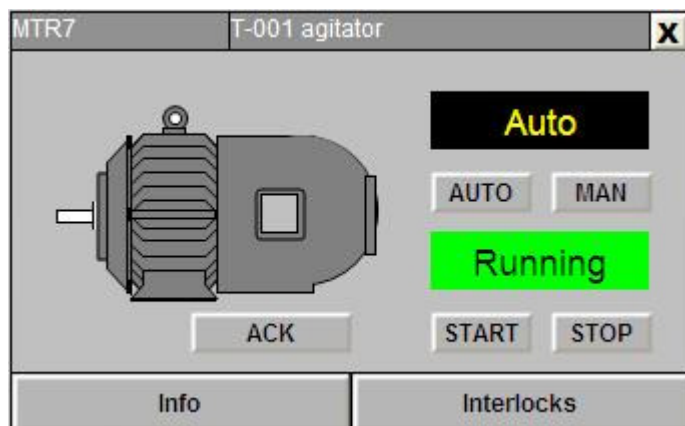 MTR7 T-001 agitator X
Auto
AUTO MAN
Running
ACK START STOP
Info Interlocks